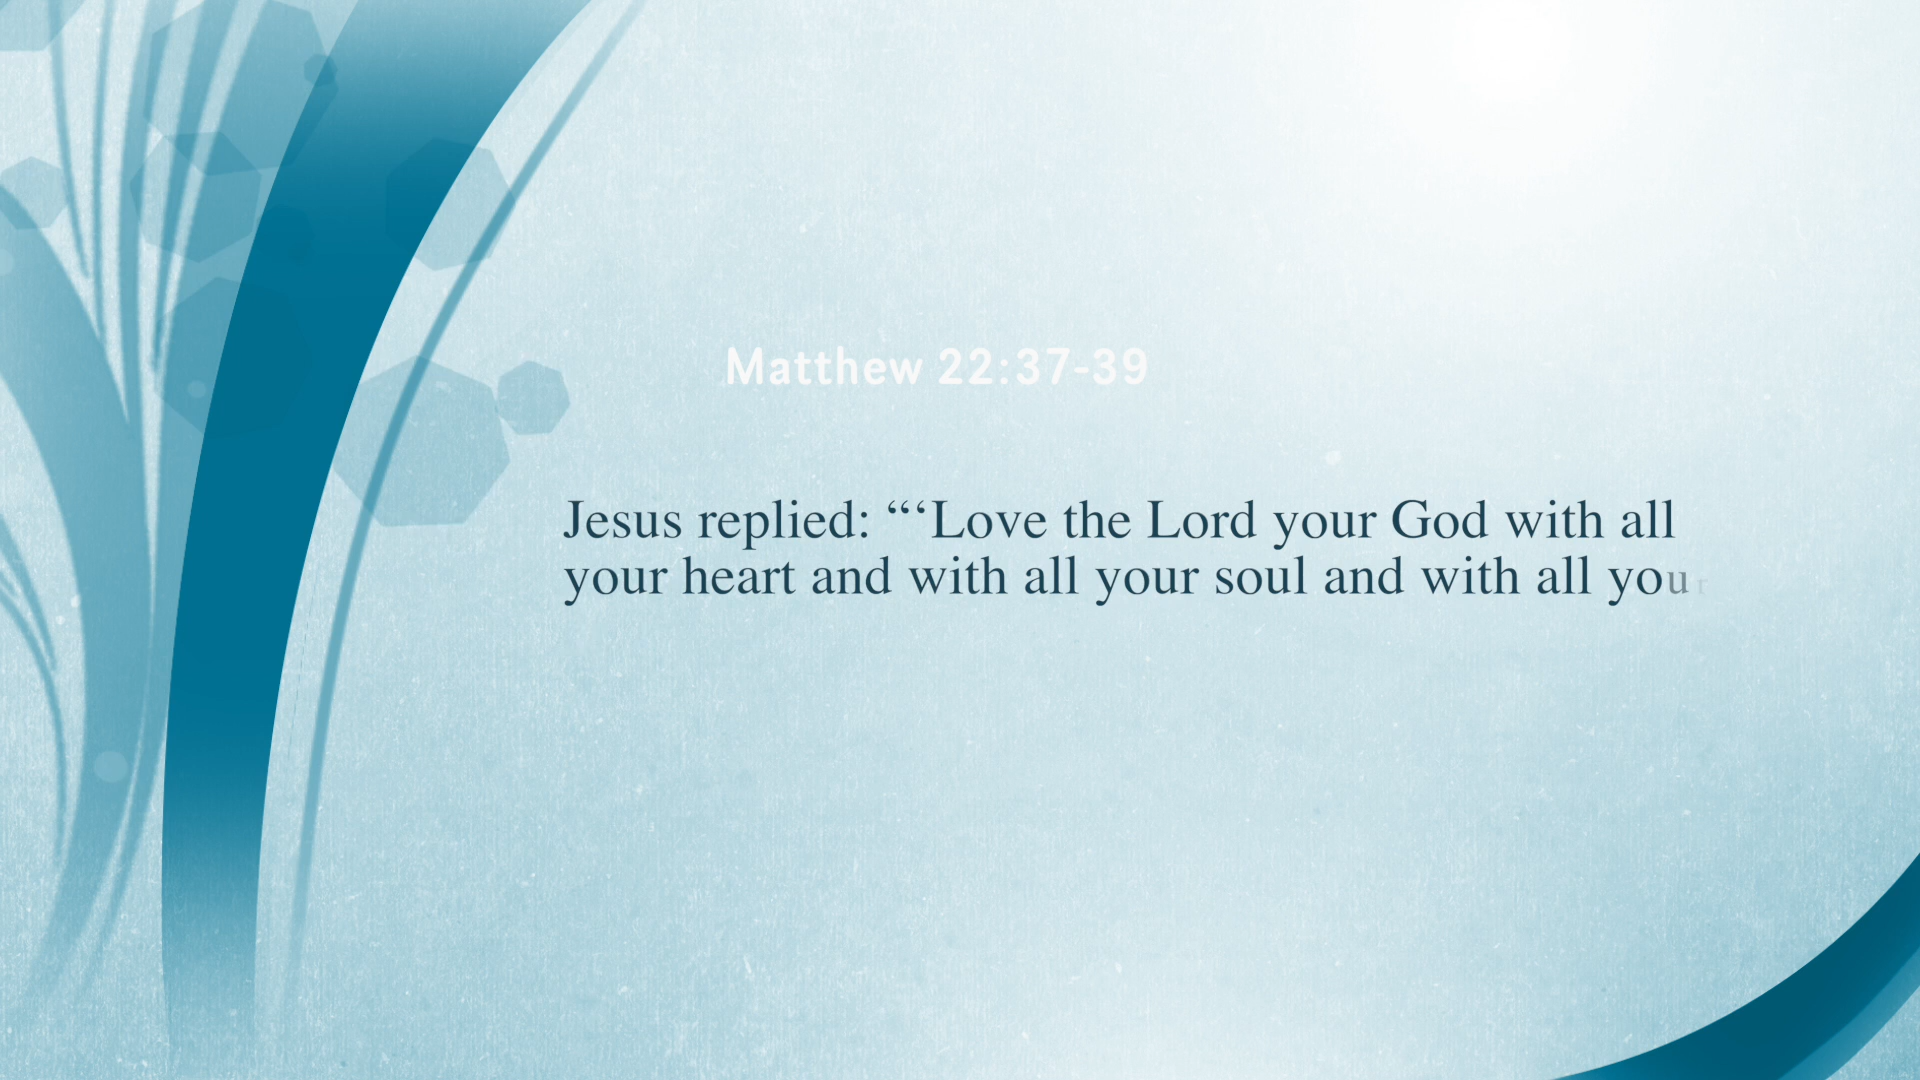 Matthew 22:37-39
Jesus replied: “‘Love the Lord your God with all
your heart and with all your
soul and with all your